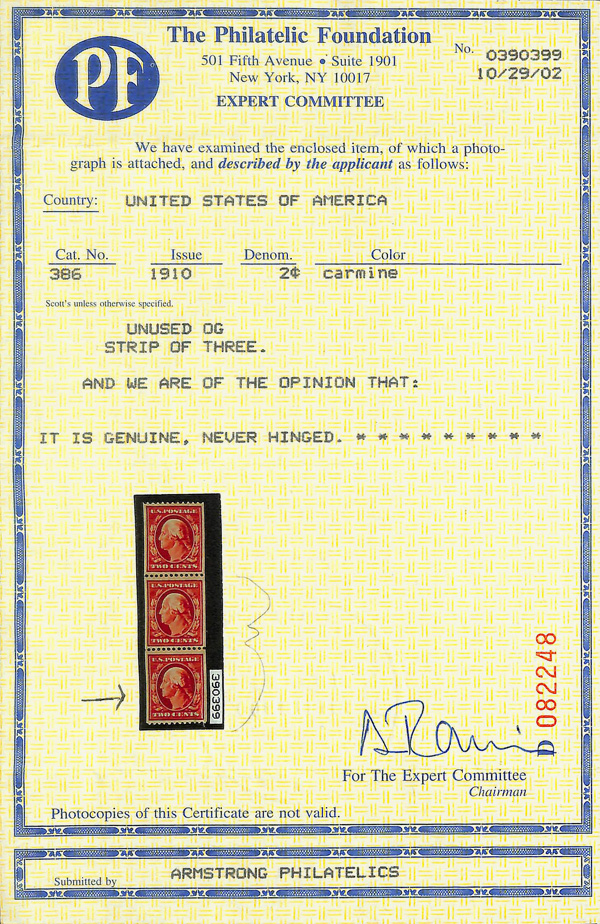 PF
The Philatelic Foundation
501 Fifth Avenue • Suite 1901
New York, NY 10017
EXPERT COMMITTEE
No. 0390399
10/29/02
We have examined the enclosed item, of which a photo-
graph is attached, and described by the applicant as follows:
Country: UNITED STATES OF AMERICA
Cat. No. Issue Denom. Color
386 1910 2¢ carmine
Scott's unless otherwise specified.
UNUSED OG
STRIP OF THREE.
AND WE ARE OF THE OPINION THAT:
IT IS GENUINE, NEVER HINGED. * * * * * * * * *
U.S. POSTAGE
TWO CENTS
U.S. POSTAGE
TWO CENTS
U.S. POSTAGE
TWO CENTS
390399
D 082248
For The Expert Committee
Chairman
Photocopies of this Certificate are not valid.
Submitted by ARMSTRONG PHILATELICS